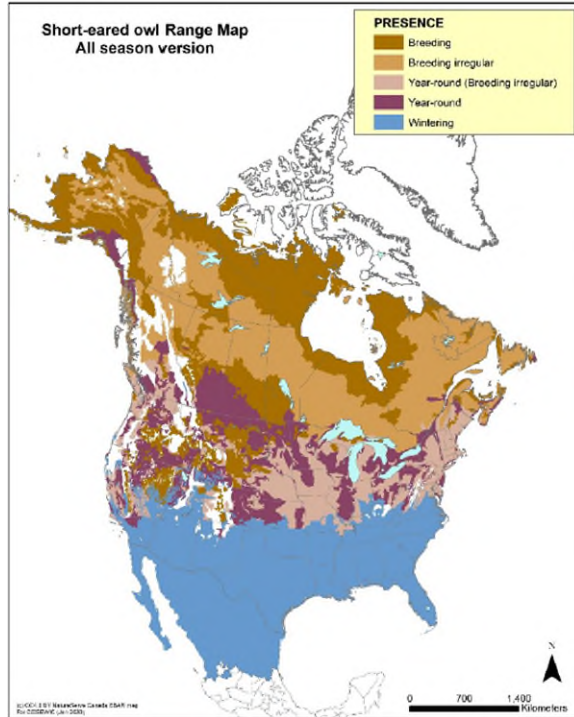 Short-eared owl Range Map
All season version
PRESENCE
Breeding
Breeding irregular
Year-round (Breeding irregular)
Year-round
Wintering
N
0 700 1,400
Kilometers